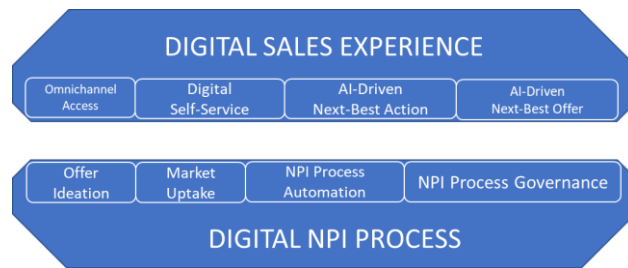 DIGITAL SALES EXPERIENCE
Omnichannel
Access
Digital
Self-Service
AI-Driven
Next-Best Action
AI-Driven
Next-Best Offer
Offer
Ideation
Market
Uptake
NPI Process
Automation
NPI Process Governance
DIGITAL NPI PROCESS